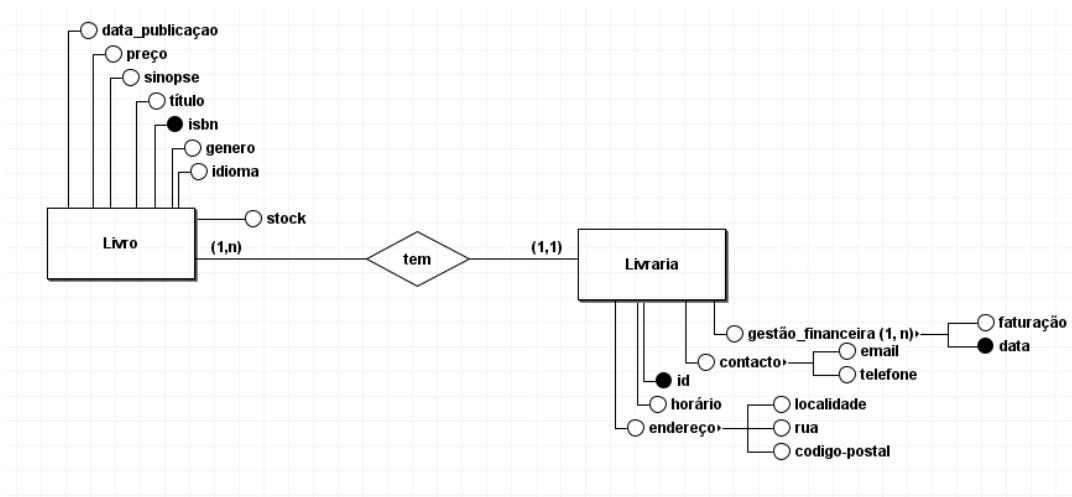 data_publicaçao
preço
sinopse
título
isbn
genero
idioma
stock
Livro
(1,n)
tem
(1,1)
Livraria
gestão_financeira (1, n)
faturação
data
contacto
email
telefone
id
horário
endereço
localidade
rua
codigo-postal